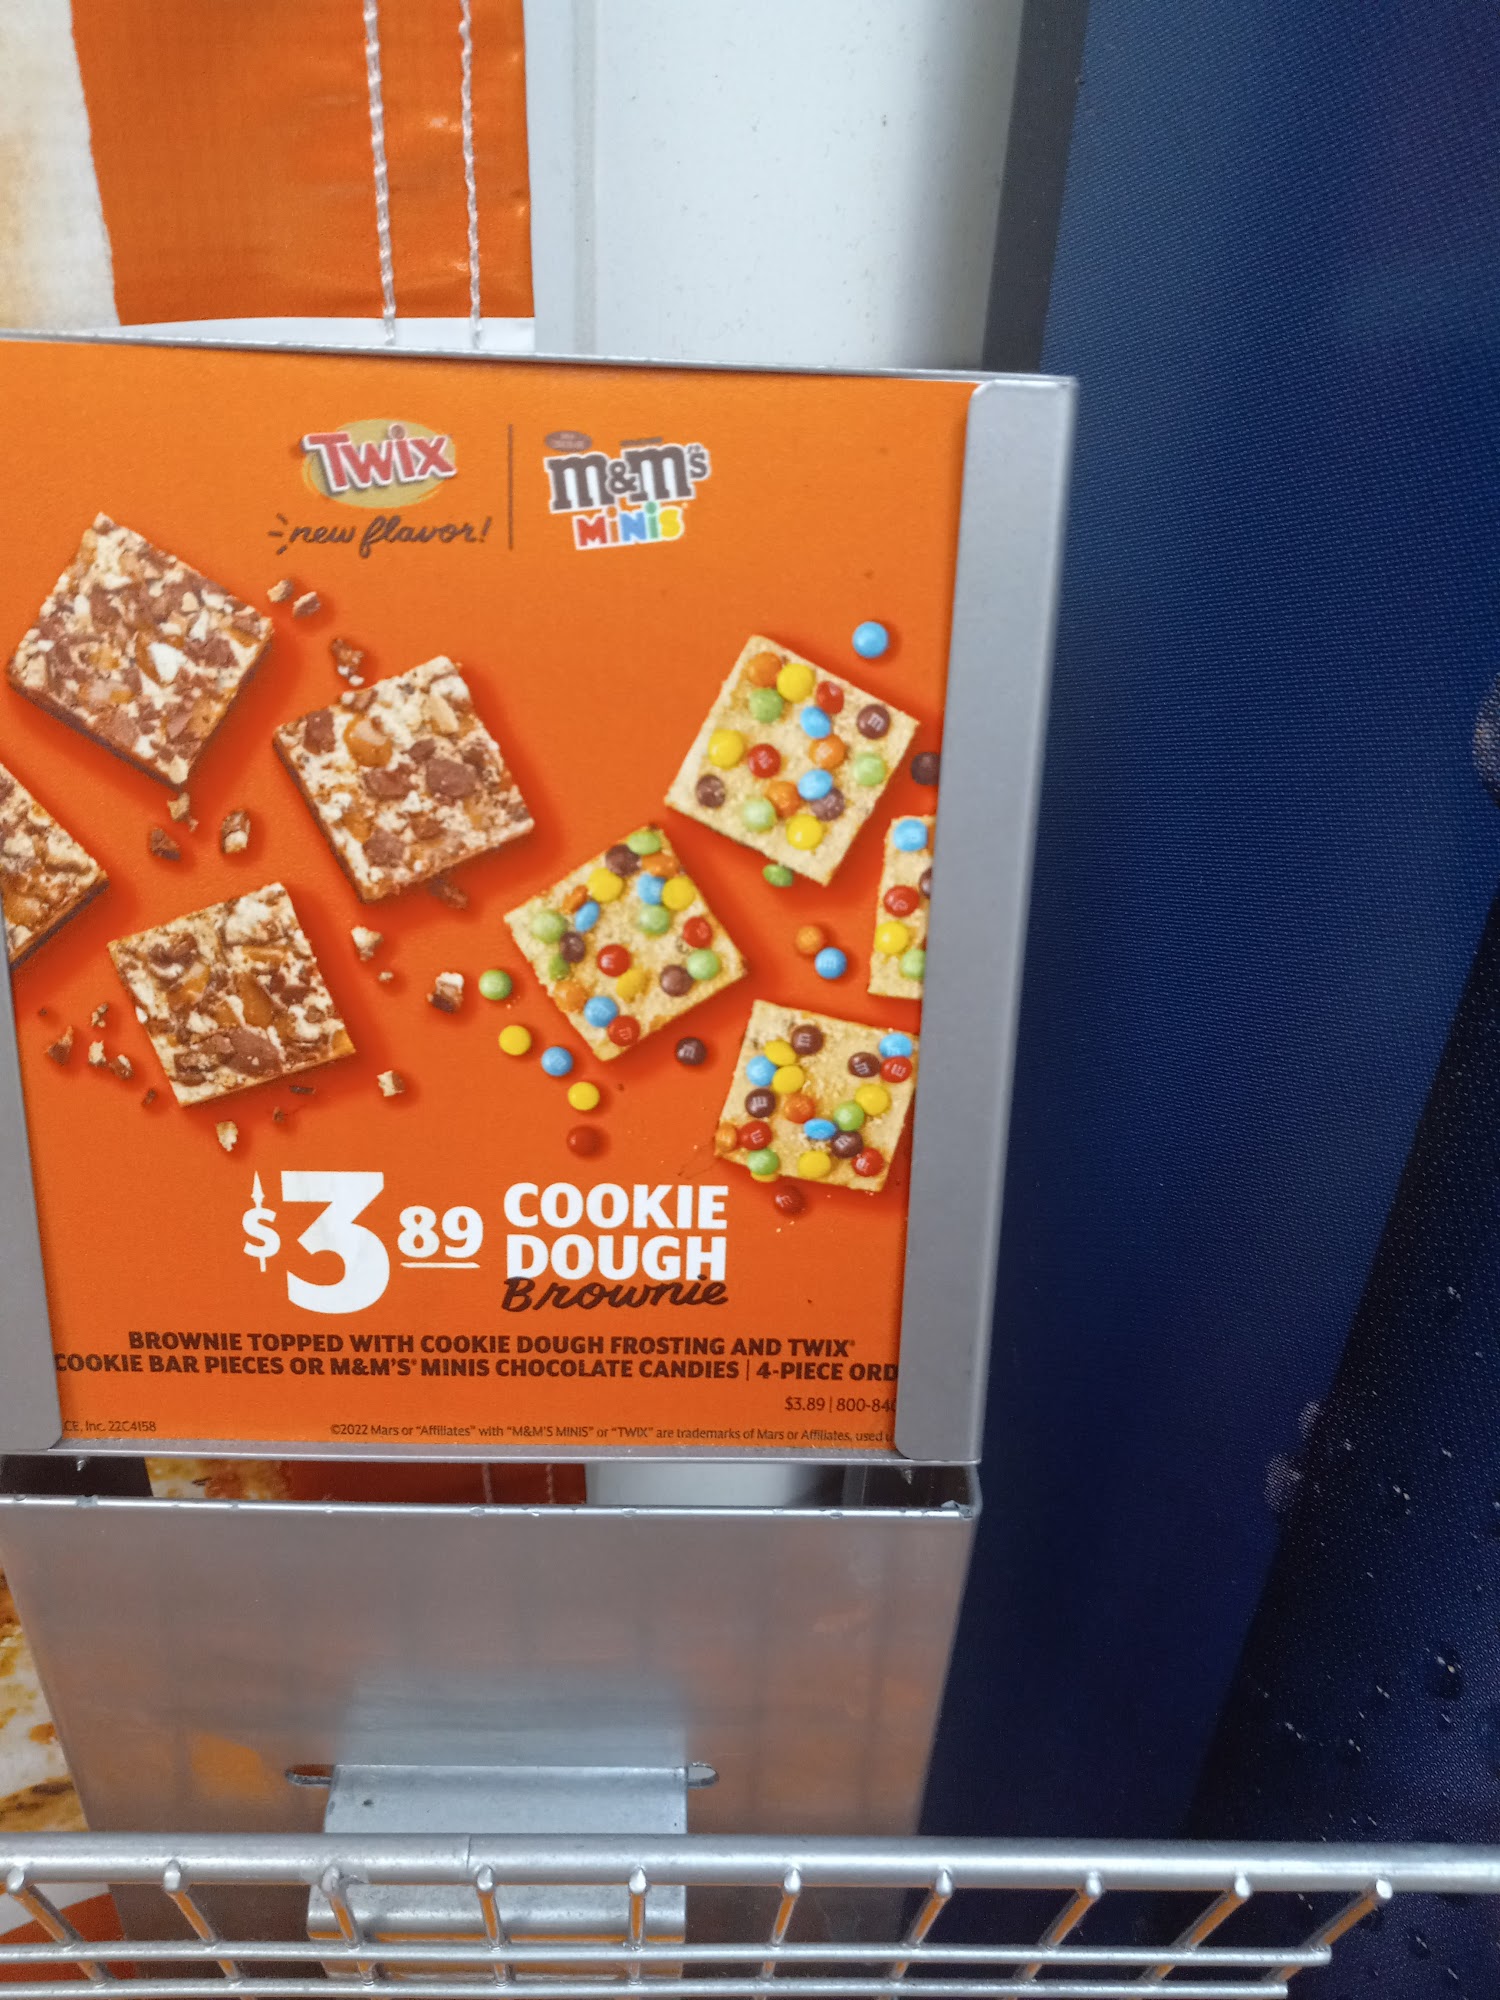 TWIX
new flavor!
m&m's
MINIS
$3 89
COOKIE
DOUGH
Brownie
BROWNIE TOPPED WITH COOKIE DOUGH FROSTING AND TWIX®
COOKIE BAR PIECES OR M&M'S® MINIS CHOCOLATE CANDIES | 4-PIECE ORD
$3.89 | 800-84
CE, Inc. 22C4158
©2022 Mars or "Affiliates" with "M&M'S MINIS" or "TWIX" are trademarks of Mars or Affiliates, used u